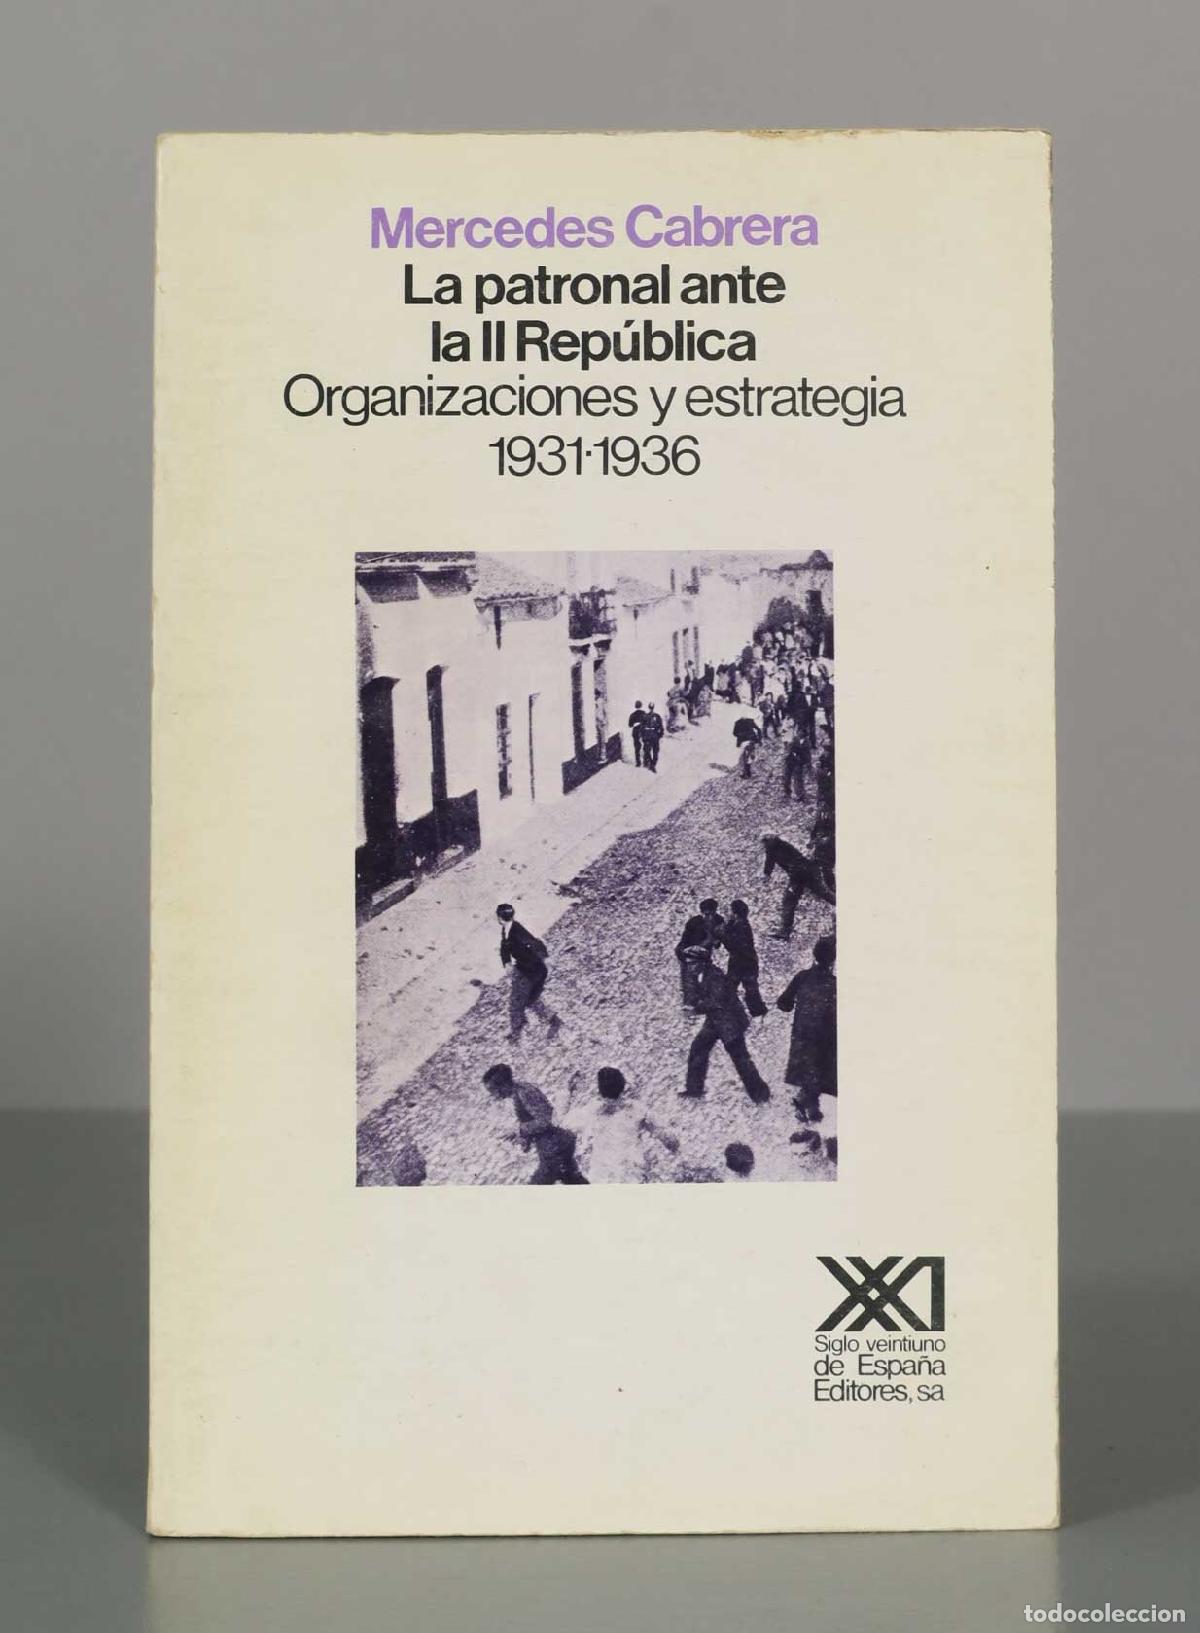 Mercedes Cabrera
La patronal ante
la II República
Organizaciones y estrategia
1931-1936
XXI
Siglo veintiuno
de España
Editores, sa
todocoleccion